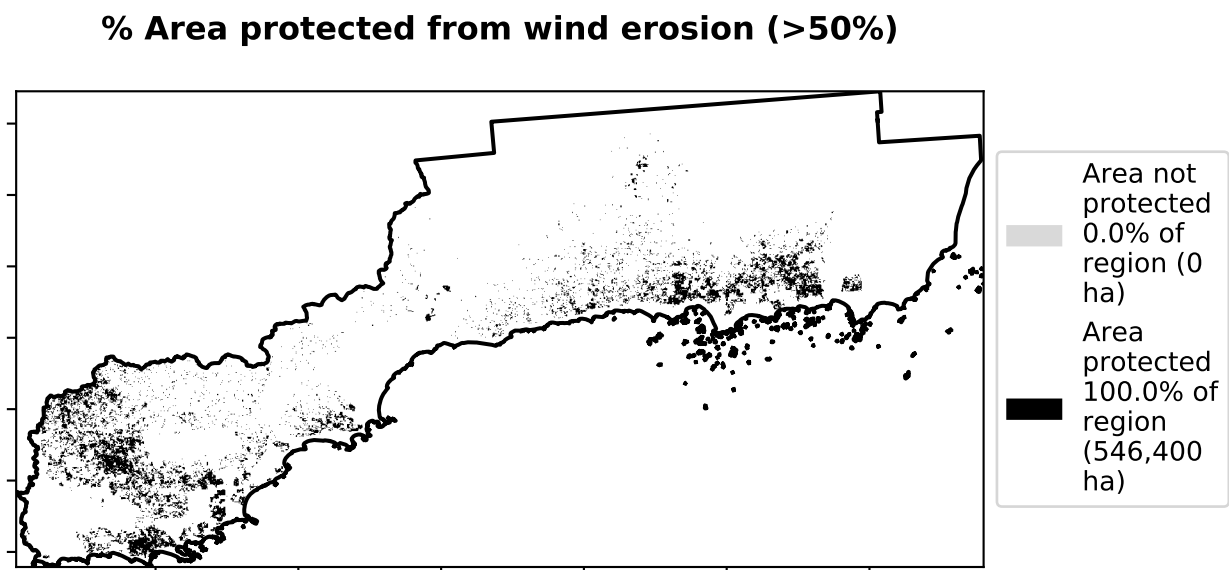 % Area protected from wind erosion (>50%)
Area not
protected
0.0% of
region (0
ha)
Area
protected
100.0% of
region
(546,400
ha)